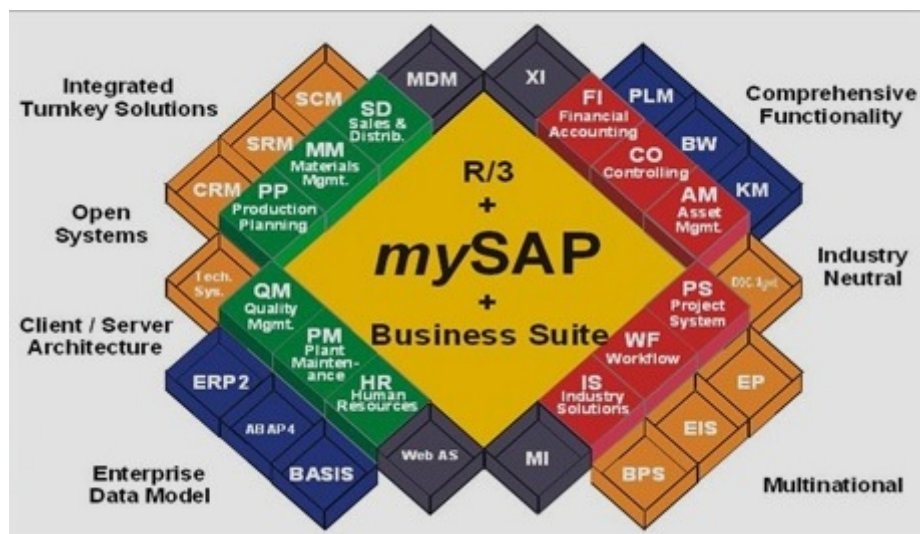 Integrated
Turnkey Solutions
Open
Systems
Client / Server
Architecture
Enterprise
Data Model
SCM
SRM
CRM
Tech.
Sys.
SD
Sales &
Distrib.
MM
Materials
Mgmt.
PP
Production
Planning
QM
Quality
Mgmt.
PM
Plant
Mainten-
ance
HR
Human
Resources
ERP2
ABAP4
BASIS
MDM
XI
R/3
+
mySAP
+
Business Suite
Web AS
MI
FI
Financial
Accounting
CO
Controlling
AM
Asset
Mgmt.
PS
Project
System
WF
Workflow
IS
Industry
Solutions
PLM
BW
KM
EP
EIS
BPS
Comprehensive
Functionality
Industry
Neutral
Multinational